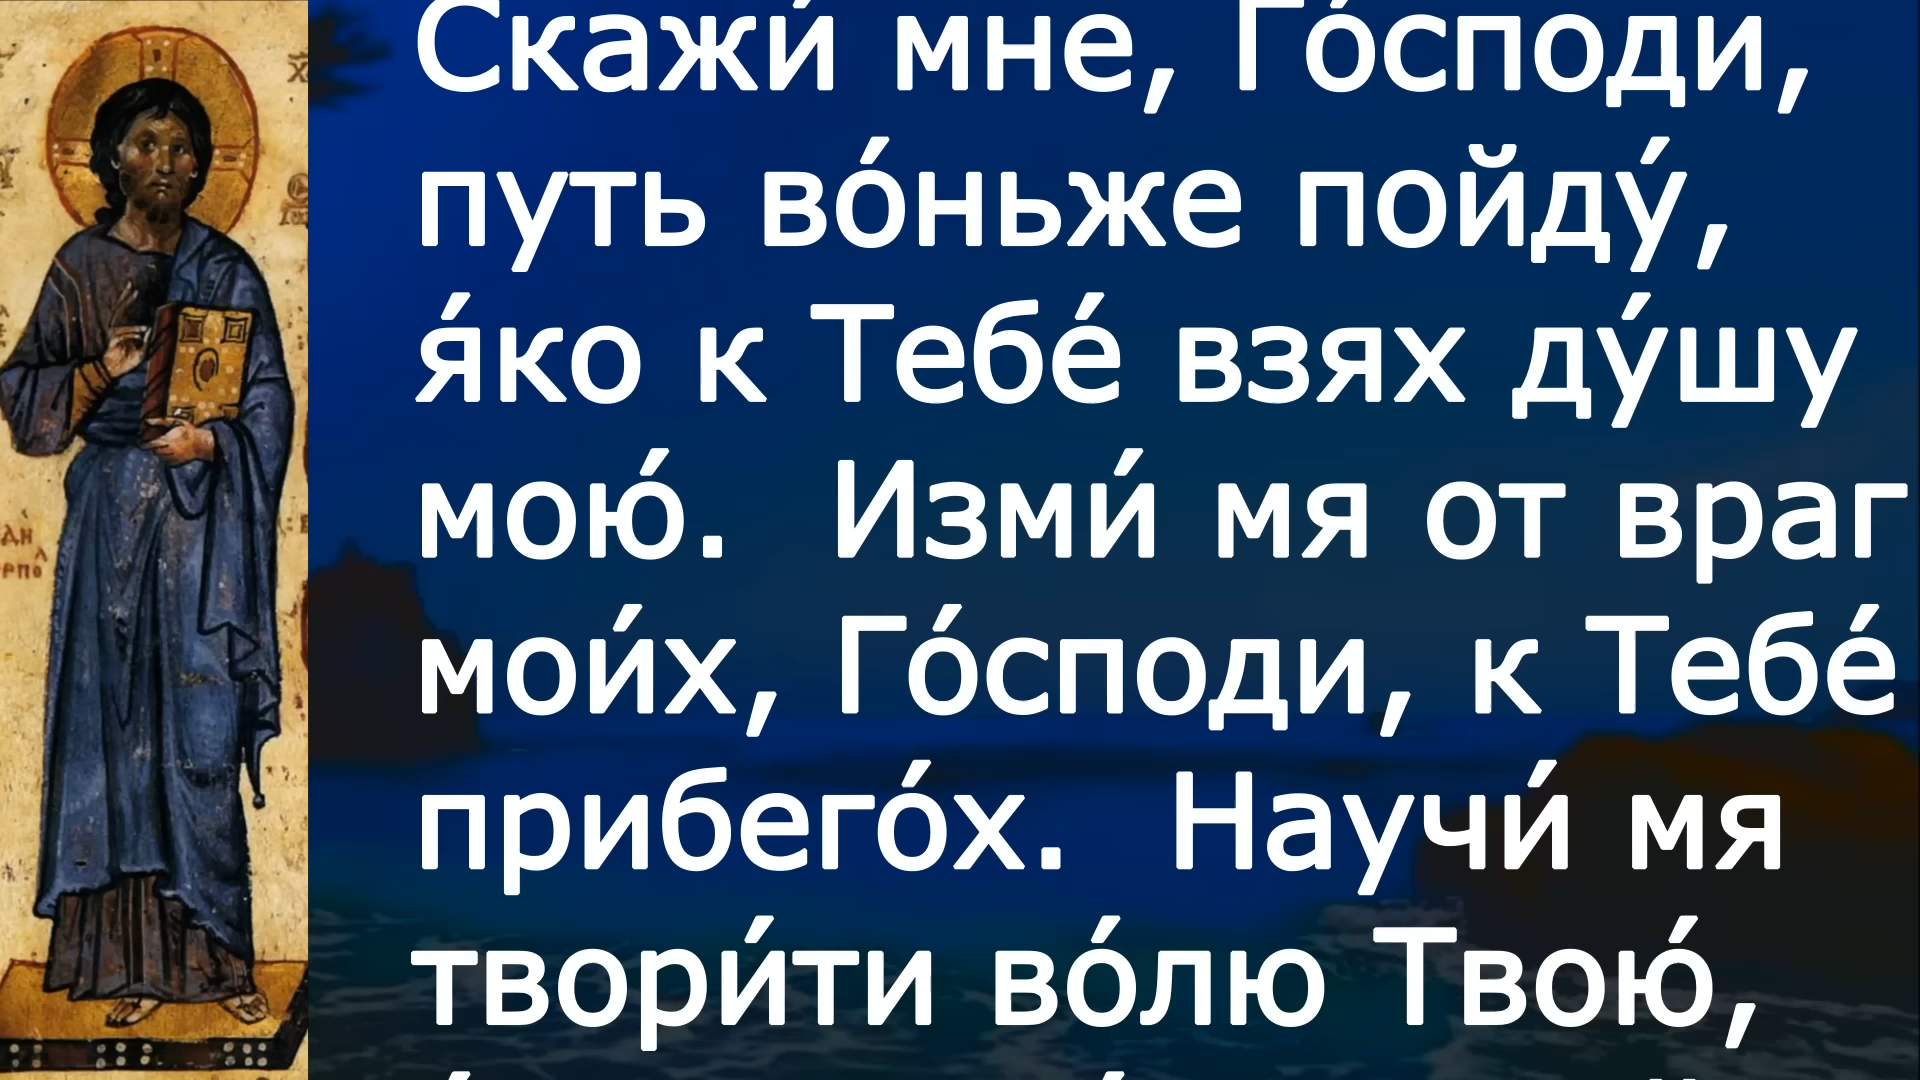 Скажи́ мне, Го́споди,
путь во́ньже пойду́,
я́ко к Тебе́ взях ду́шу
мою́.  Изми́ мя от враг
мои́х, Го́споди, к Тебе́
прибего́х.  Научи́ мя
твори́ти во́лю Твою́,